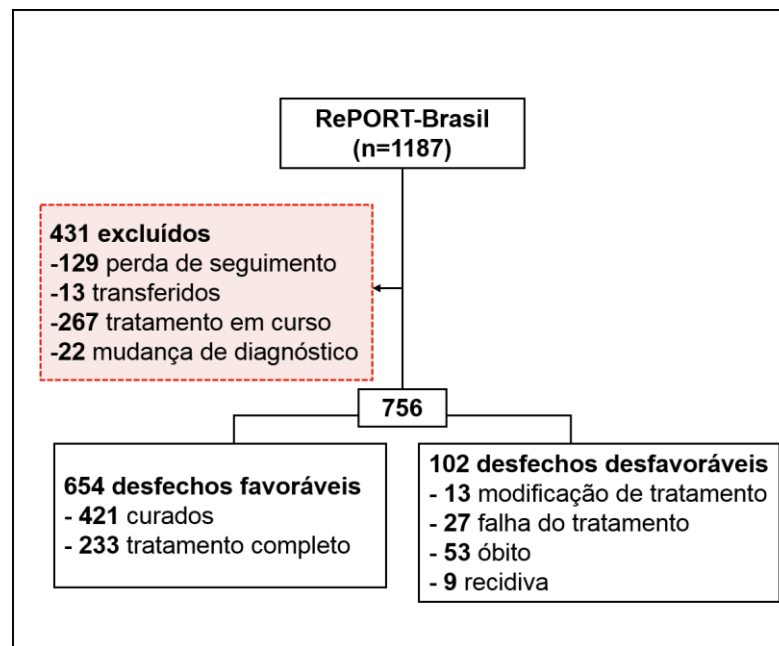 RePORT-Brasil
(n=1187)
431 excluídos
-129 perda de seguimento
-13 transferidos
-267 tratamento em curso
-22 mudança de diagnóstico
756
654 desfechos favoráveis
- 421 curados
- 233 tratamento completo
102 desfechos desfavoráveis
- 13 modificação de tratamento
- 27 falha do tratamento
- 53 óbito
- 9 recidiva